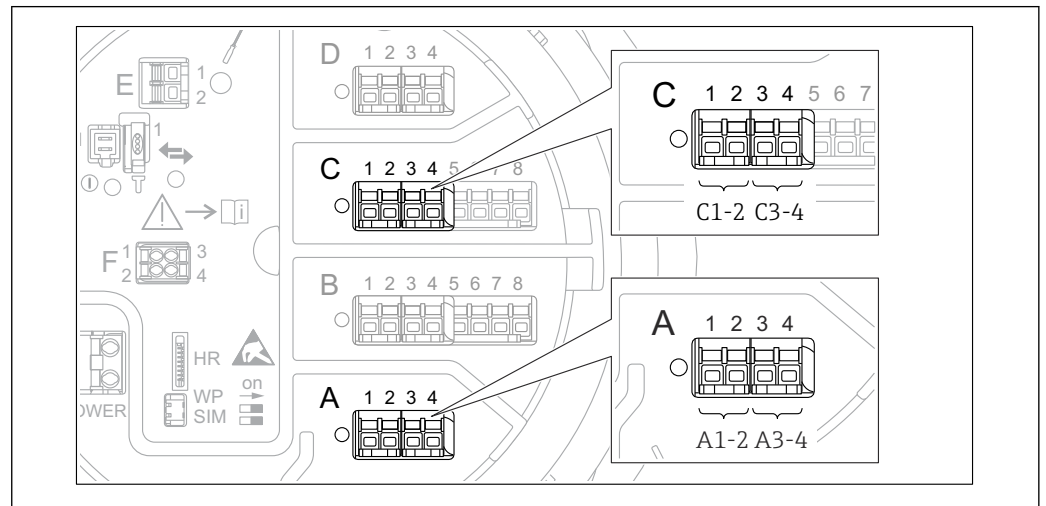 D 1 2 3 4
E 1
2
1
C 1 2 3 4 5 6 7 8
i
F 1 3
2 4
B 1 2 3 4 5 6 7 8
HR
WP on
SIM
A 1 2 3 4
C 1 2 3 4 5 6 7
C1-2 C3-4
A 1 2 3 4
A1-2 A3-4